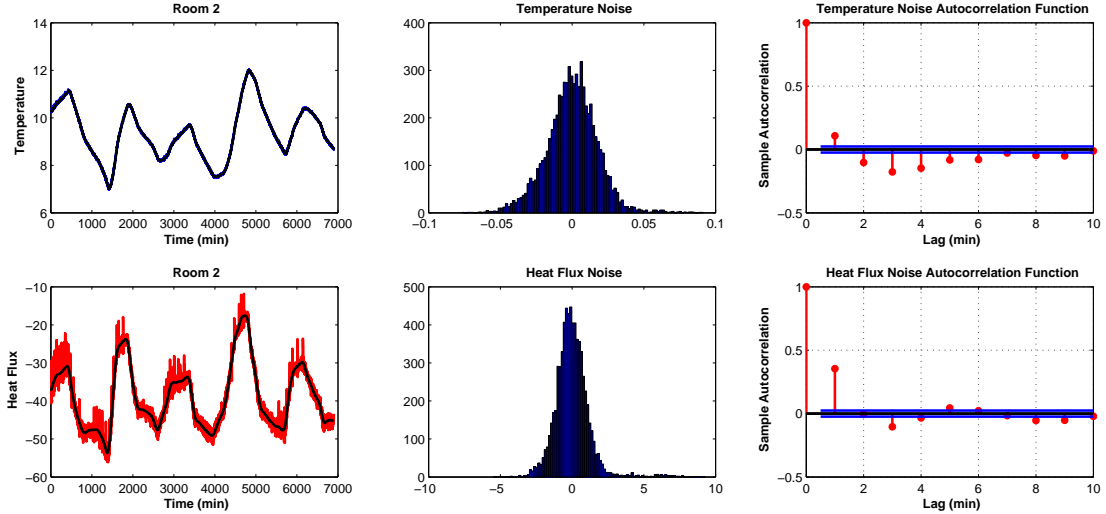 Room 2
14
12
10
8
6
Temperature
0 1000 2000 3000 4000 5000 6000 7000
Time (min)
Temperature Noise
400
300
200
100
0
−0.1 −0.05 0 0.05 0.1
Temperature Noise Autocorrelation Function
1
0.5
0
−0.5
Sample Autocorrelation
0 2 4 6 8 10
Lag (min)
Room 2
−10
−20
−30
−40
−50
−60
Heat Flux
0 1000 2000 3000 4000 5000 6000 7000
Time (min)
Heat Flux Noise
500
400
300
200
100
0
−10 −5 0 5 10
Heat Flux Noise Autocorrelation Function
1
0.5
0
−0.5
Sample Autocorrelation
0 2 4 6 8 10
Lag (min)